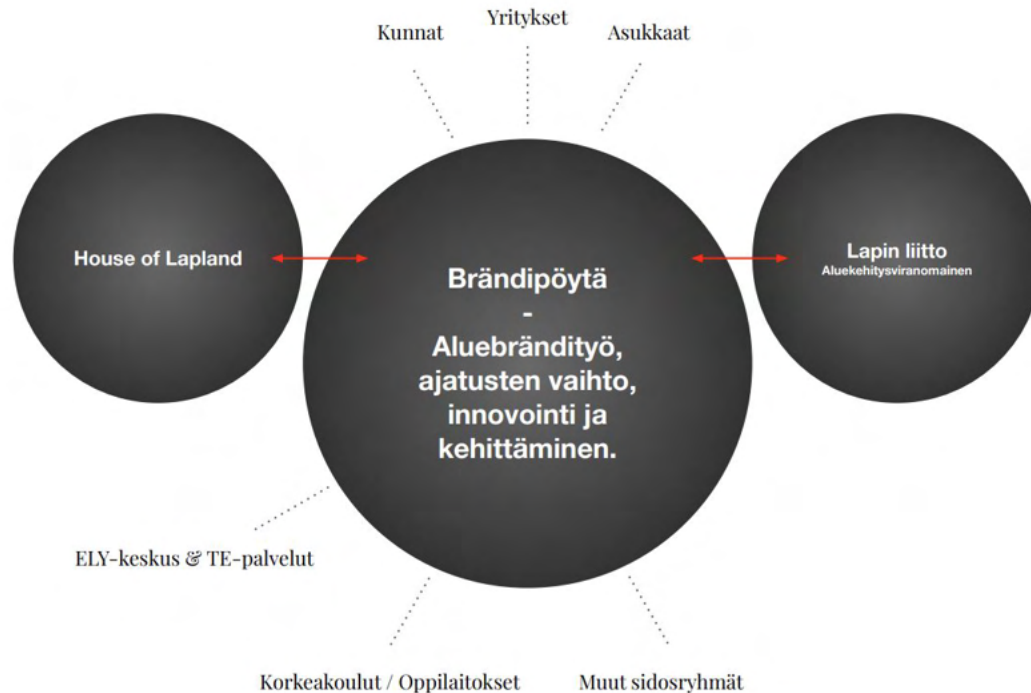 Kunnat
Yritykset
Asukkaat
House of Lapland
Brändipöytä
-
Aluebrändityö,
ajatusten vaihto,
innovointi ja
kehittäminen.
Lapin liitto
Aluekehitysviranomainen
ELY-keskus & TE-palvelut
Korkeakoulut / Oppilaitokset
Muut sidosryhmät